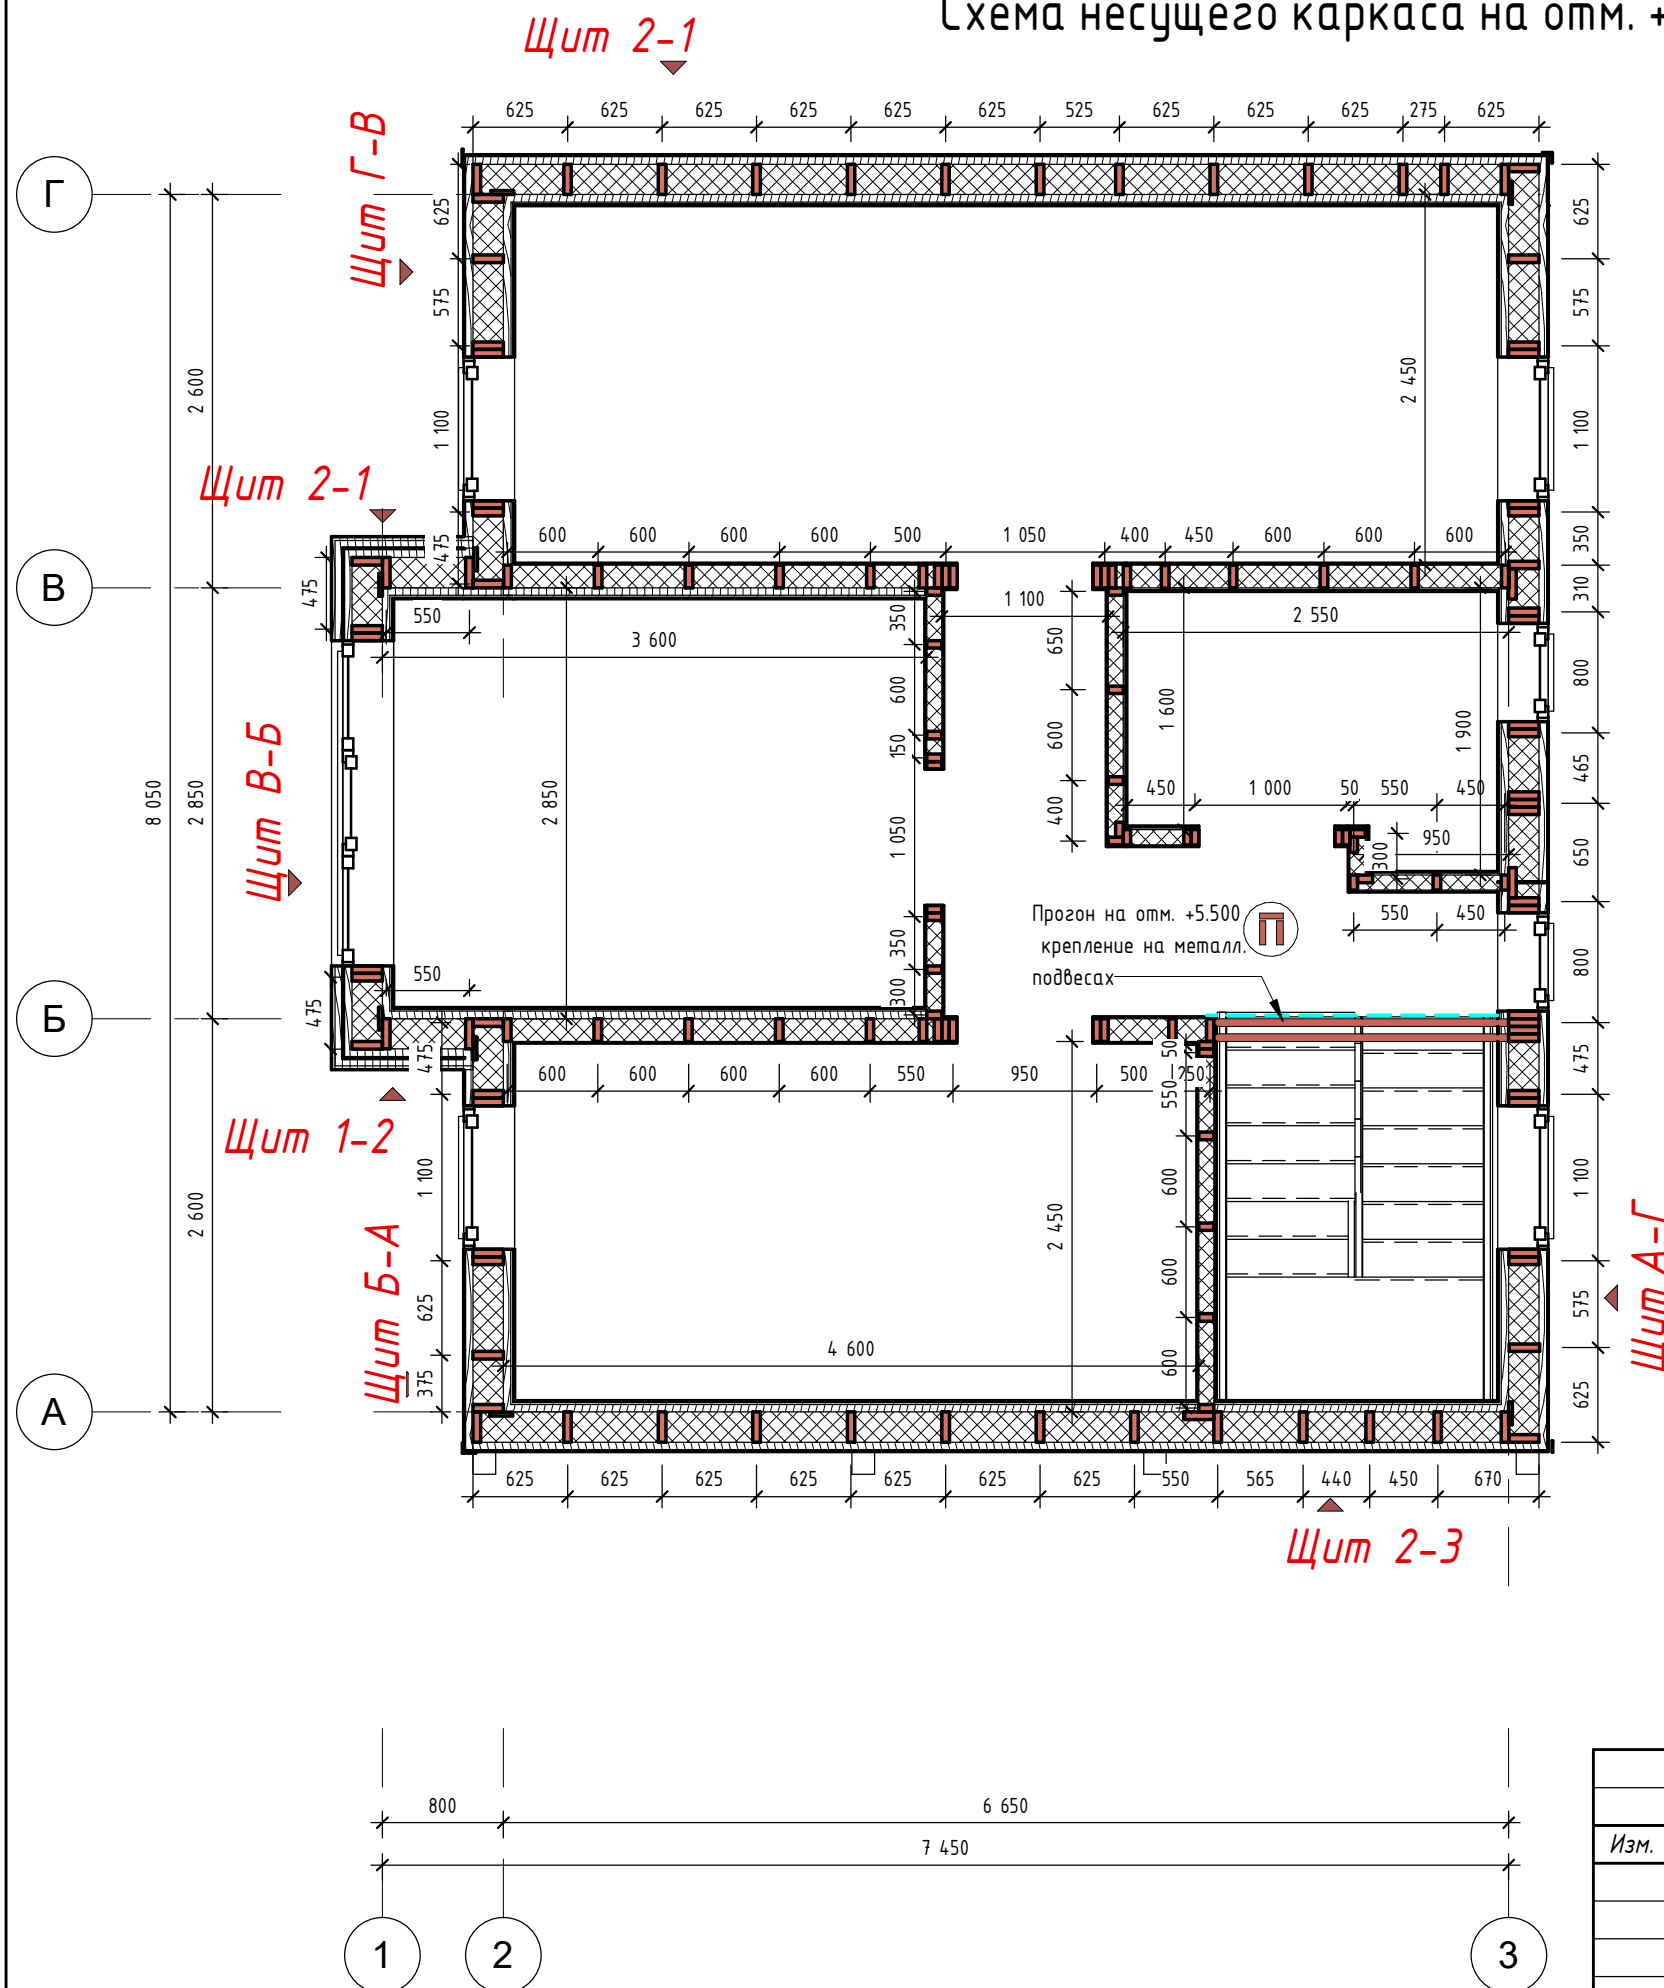 Схема несущего каркаса на отм. +
Щит 2-1
625 625 625 625 625 625 525 625 625 625 275 625
Г
Щит Г-В
625
575
1 100
475
2 600
2 450
625
575
1 100
350
310
Щит 2-1
600 600 600 600 500 1 050 400 450 600 600 600
В
475
550
3 600
350
1 100
650
2 550
600
150
600
1 600
1 900
800
Щит В-Б
8 050
2 850
2 850
1 050
400
450 1 000 50 550 450
465
950
300
650
Прогон на отм. +5.500
крепление на металл.
подвесах
П
550 450
800
550
350
300
Б
475
475
600 600 600 600 550 950 500 250
50
550
475
Щит 1-2
1 100
2 600
2 450
600
600
600
1 100
Щит Б-А
625
375
4 600
575
625
Щит А-Г
А
625 625 625 625 625 625 625 550 565 440 450 670
Щит 2-3
800 6 650
7 450
Изм.
1 2 3